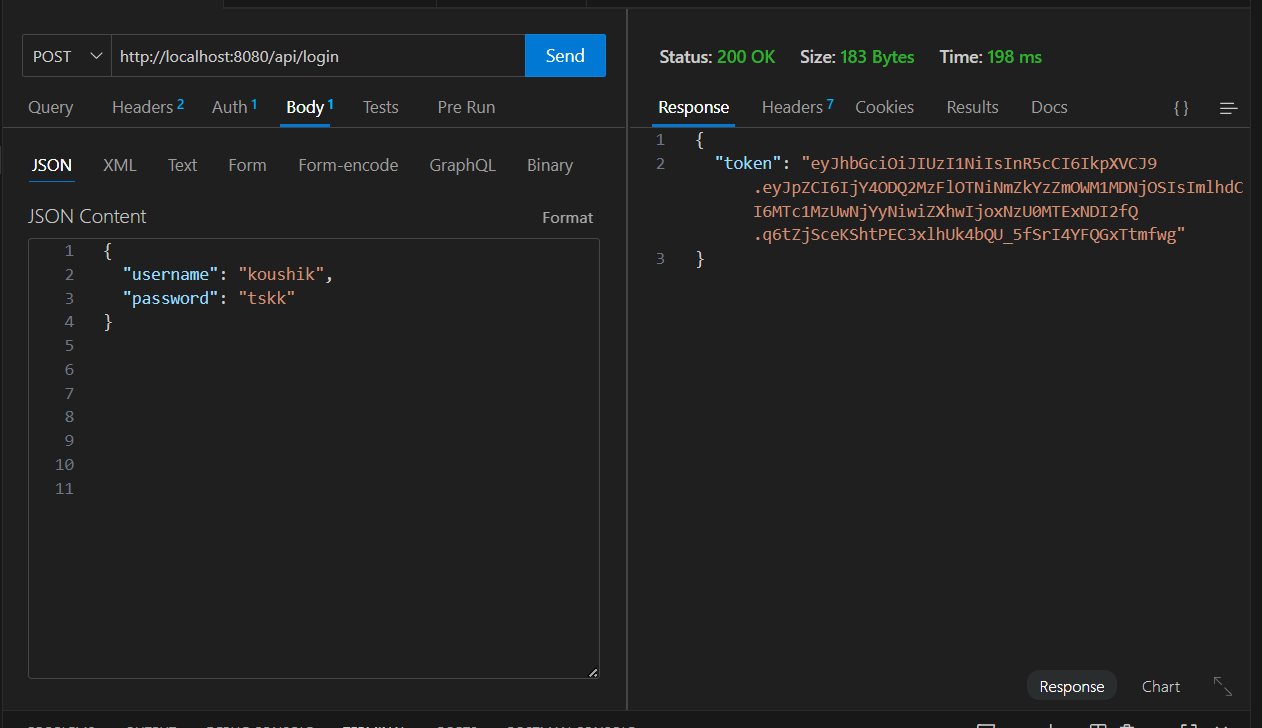 POST http://localhost:8080/api/login Send
Query Headers 2 Auth 1 Body 1 Tests Pre Run
JSON XML Text Form Form-encode GraphQL Binary
JSON Content Format
1 {
2 "username": "koushik",
3 "password": "tskk"
4 }
5
6
7
8
9
10
11
Status: 200 OK Size: 183 Bytes Time: 198 ms
Response Headers 7 Cookies Results Docs { }
1 {
2 "token": "eyJhbGciOiJIUzI1NiIsInR5cCI6IkpXVCJ9
.eyJpZCI6IjY4ODQ2MzFlOTNiNmZkYzZmOWM1MDNjOSIsImlhdC
I6MTc1MzUwNjYyNiwiZXhwIjoxNzU0MTExNDI2fQ
.q6tZjSceKShtPEC3xlhUk4bQU_5fSrI4YFQGxTtmfwg"
3 }
Response Chart